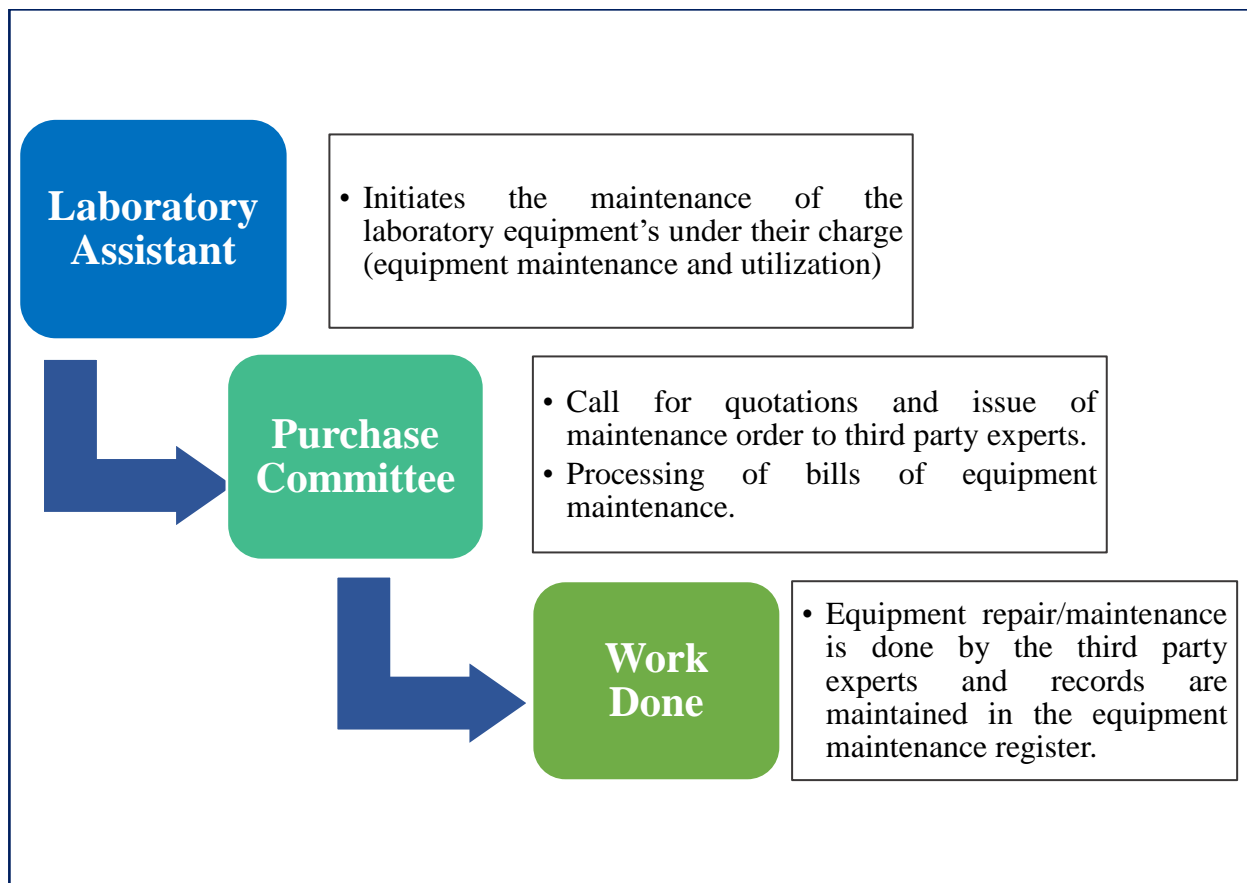 Laboratory
Assistant
• Initiates the maintenance of the
laboratory equipment’s under their charge
(equipment maintenance and utilization)
Purchase
Committee
• Call for quotations and issue of
maintenance order to third party experts.
• Processing of bills of equipment
maintenance.
Work
Done
• Equipment repair/maintenance
is done by the third party
experts and records are
maintained in the equipment
maintenance register.